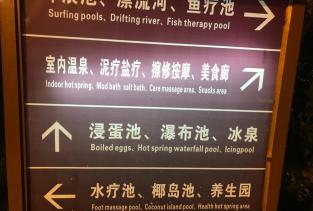 漂流河、鱼疗池
Surfing pools、Drifting river、Fish therapy pool
室内温泉、泥疗盐疗、擦修按摩、美食廊
Indoor hot spring、Mud bath salt bath、Care massage area、Snacks area
浸蛋池、瀑布池、冰泉
Boiled eggs、Hot spring waterfall pool、Icingpool
水疗池、椰岛池、养生园
Foot massage pool、Coconut island pool、Health hot spring area